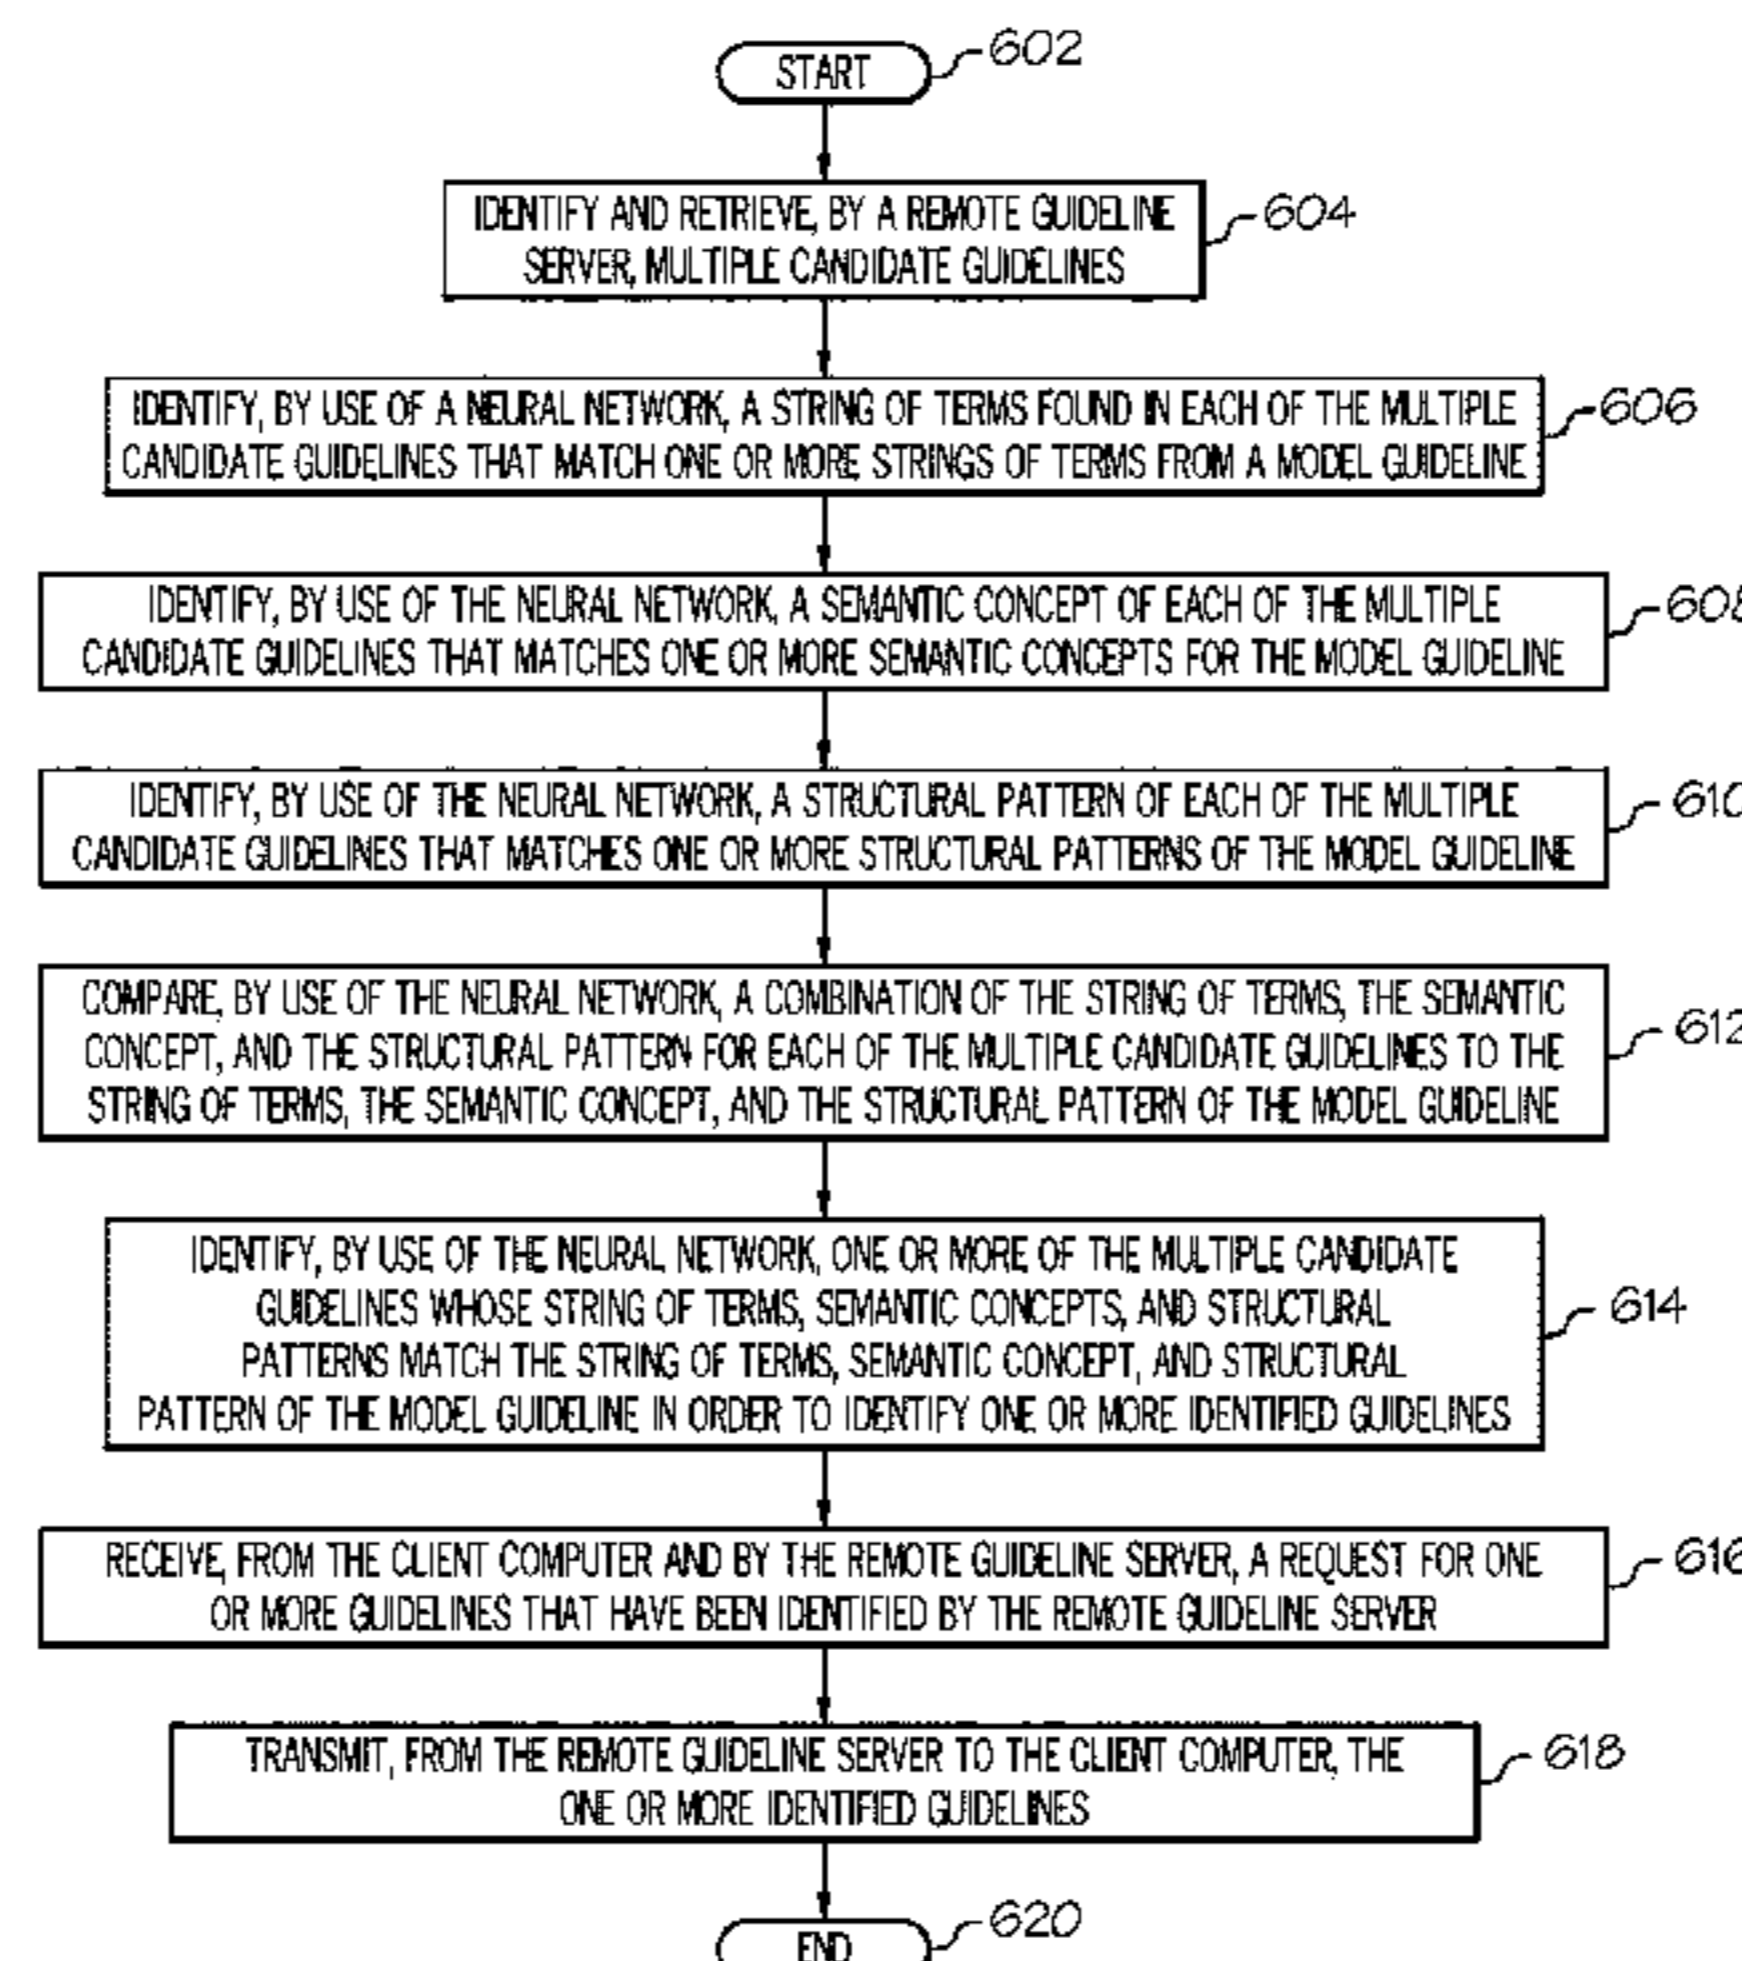 START
602
IDENTIFY AND RETRIEVE, BY A REMOTE GUIDELINE
SERVER, MULTIPLE CANDIDATE GUIDELINES
604
IDENTIFY, BY USE OF A NEURAL NETWORK, A STRING OF TERMS FOUND IN EACH OF THE MULTIPLE
CANDIDATE GUIDELINES THAT MATCH ONE OR MORE STRINGS OF TERMS FROM A MODEL GUIDELINE
606
IDENTIFY, BY USE OF THE NEURAL NETWORK, A SEMANTIC CONCEPT OF EACH OF THE MULTIPLE
CANDIDATE GUIDELINES THAT MATCHES ONE OR MORE SEMANTIC CONCEPTS FOR THE MODEL GUIDELINE
608
IDENTIFY, BY USE OF THE NEURAL NETWORK, A STRUCTURAL PATTERN OF EACH OF THE MULTIPLE
CANDIDATE GUIDELINES THAT MATCHES ONE OR MORE STRUCTURAL PATTERNS OF THE MODEL GUIDELINE
610
COMPARE, BY USE OF THE NEURAL NETWORK, A COMBINATION OF THE STRING OF TERMS, THE SEMANTIC
CONCEPT, AND THE STRUCTURAL PATTERN FOR EACH OF THE MULTIPLE CANDIDATE GUIDELINES TO THE
STRING OF TERMS, THE SEMANTIC CONCEPT, AND THE STRUCTURAL PATTERN OF THE MODEL GUIDELINE
612
IDENTIFY, BY USE OF THE NEURAL NETWORK, ONE OR MORE OF THE MULTIPLE CANDIDATE
GUIDELINES WHOSE STRING OF TERMS, SEMANTIC CONCEPTS, AND STRUCTURAL
PATTERNS MATCH THE STRING OF TERMS, SEMANTIC CONCEPT, AND STRUCTURAL
PATTERN OF THE MODEL GUIDELINE IN ORDER TO IDENTIFY ONE OR MORE IDENTIFIED GUIDELINES
614
RECEIVE, FROM THE CLIENT COMPUTER AND BY THE REMOTE GUIDELINE SERVER, A REQUEST FOR ONE
OR MORE GUIDELINES THAT HAVE BEEN IDENTIFIED BY THE REMOTE GUIDELINE SERVER
616
TRANSMIT, FROM THE REMOTE GUIDELINE SERVER TO THE CLIENT COMPUTER, THE
ONE OR MORE IDENTIFIED GUIDELINES
618
END
620